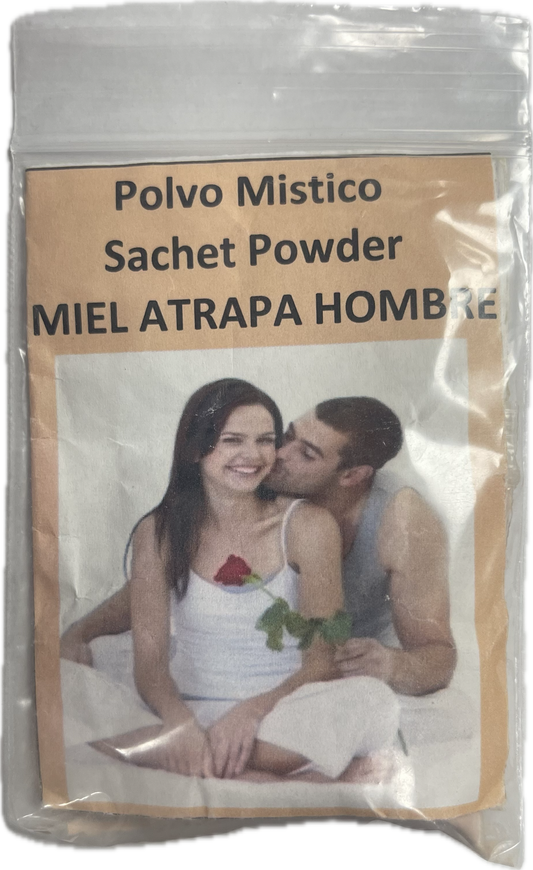 Polvo Mistico
Sachet Powder
MIEL ATRAPA HOMBRE